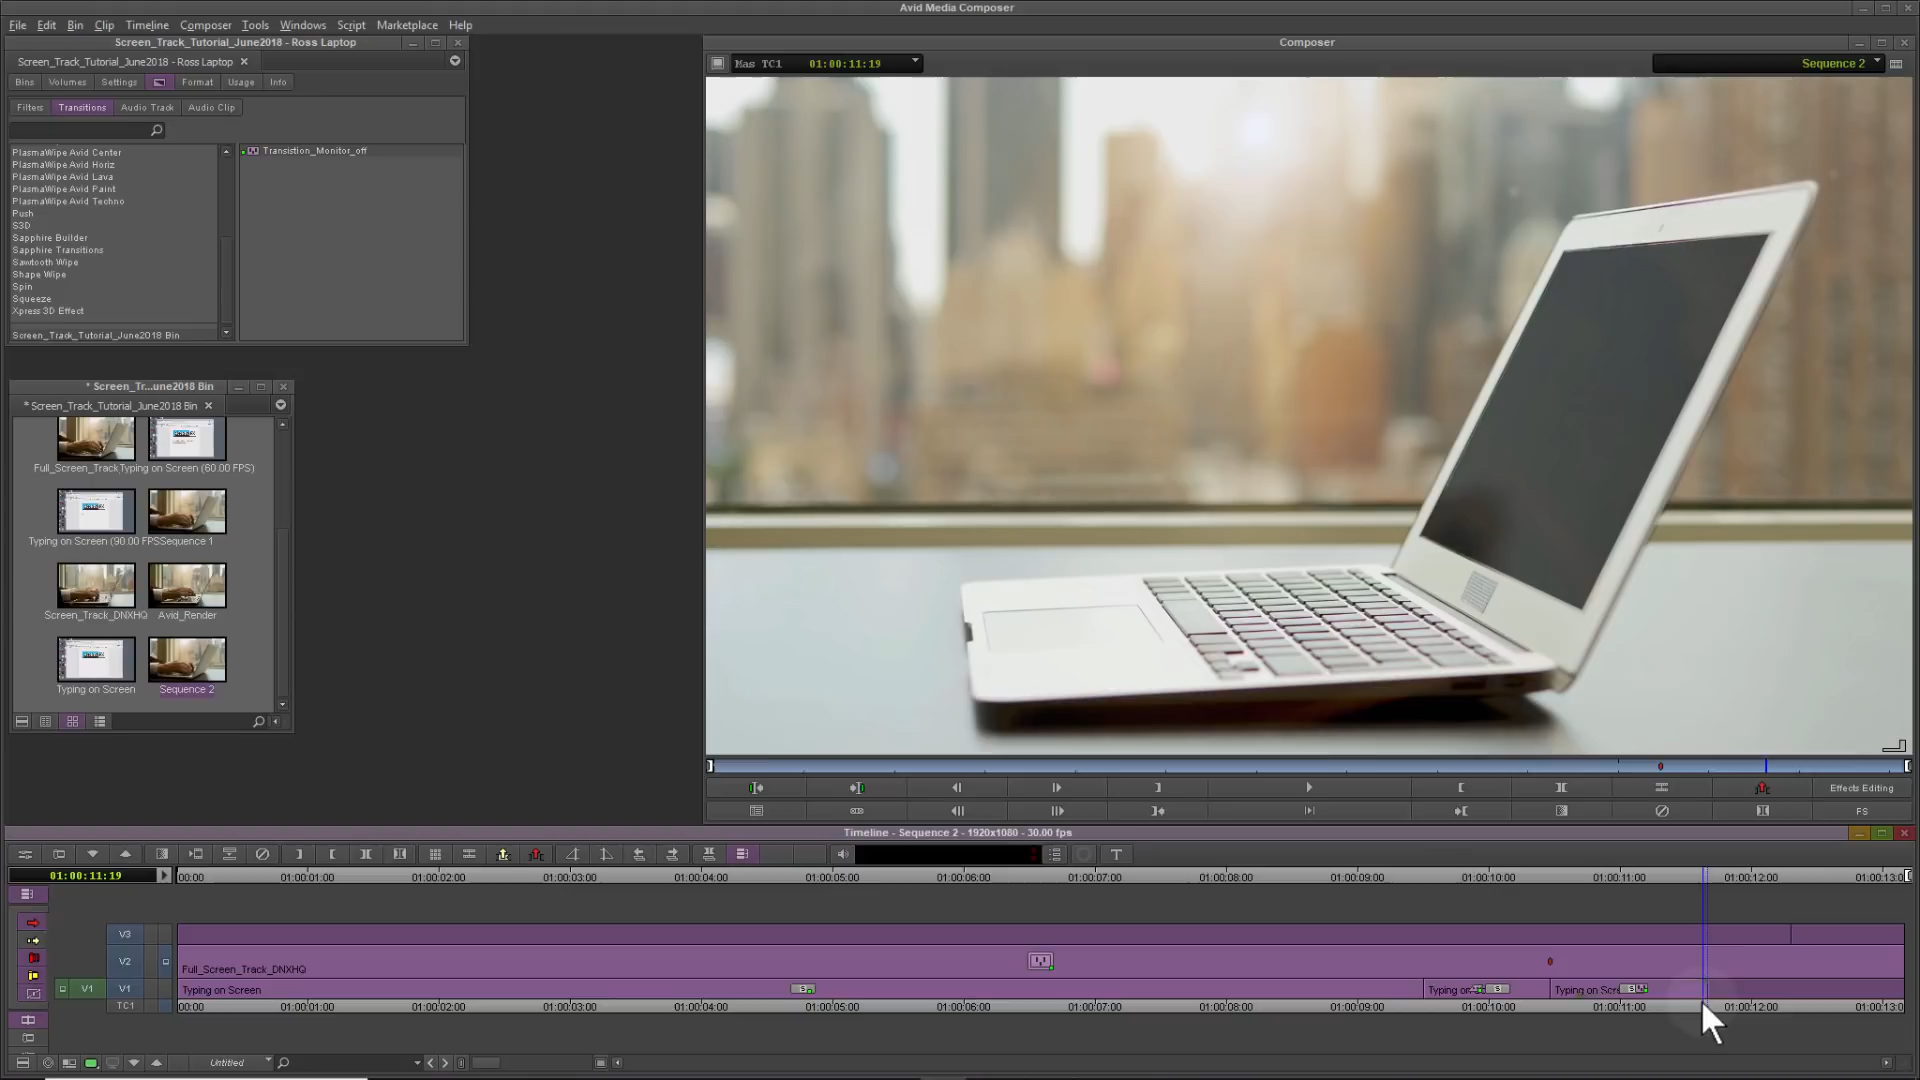 Avid Media Composer
File Edit Bin Clip Timeline Composer Tools Windows Script Marketplace Help
Screen_Track_Tutorial_June2018 - Ross Laptop
Screen_Track_Tutorial_June2018 - Ross Laptop
Bins Volumes Settings Format Usage Info
Filters Transitions Audio Track Audio Clip
PlasmaWipe Avid Center
PlasmaWipe Avid Horiz
PlasmaWipe Avid Lava
PlasmaWipe Avid Paint
PlasmaWipe Avid Techno
Push
S3D
Sapphire Builder
Sapphire Transitions
Sawtooth Wipe
Shape Wipe
Spin
Squeeze
Xpress 3D Effect
Screen_Track_Tutorial_June2018 Bin
Transistion_Monitor_off
* Screen_Tr...une2018 Bin
* Screen_Track_Tutorial_June2018 Bin
Full_Screen_Track Typing on Screen (60.00 FPS)
Typing on Screen (90.00 FPS Sequence 1
Screen_Track_DNXHQ Avid_Render
Typing on Screen Sequence 2
Composer
Mas TC1 01:00:11:19
Sequence 2
Effects Editing
FS
Timeline - Sequence 2 - 1920x1080 - 30.00 fps
T
01:00:11:19
00:00 01:00:01:00 01:00:02:00 01:00:03:00 01:00:04:00 01:00:05:00 01:00:06:00 01:00:07:00 01:00:08:00 01:00:09:00 01:00:10:00 01:00:11:00 01:00:12:00 01:00:13:0
V3
V2 Full_Screen_Track_DNXHQ
V1 V1 Typing on Screen S Typing on S Typing on Scre S
TC1 00:00 01:00:01:00 01:00:02:00 01:00:03:00 01:00:04:00 01:00:05:00 01:00:06:00 01:00:07:00 01:00:08:00 01:00:09:00 01:00:10:00 01:00:11:00 01:00:12:00 01:00:13:0
Untitled